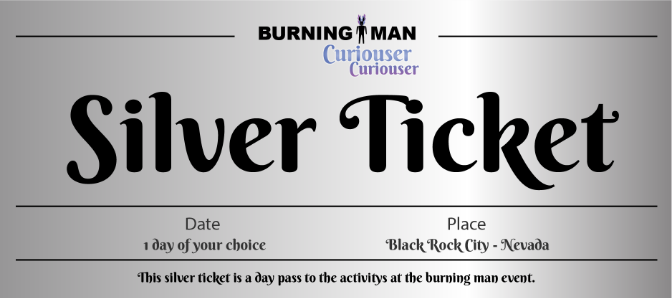 BURNING MAN
Curiouser
Curiouser
Silver Ticket
Date Place
1 day of your choice Black Rock City - Nevada
This silver ticket is a day pass to the activitys at the burning man event.